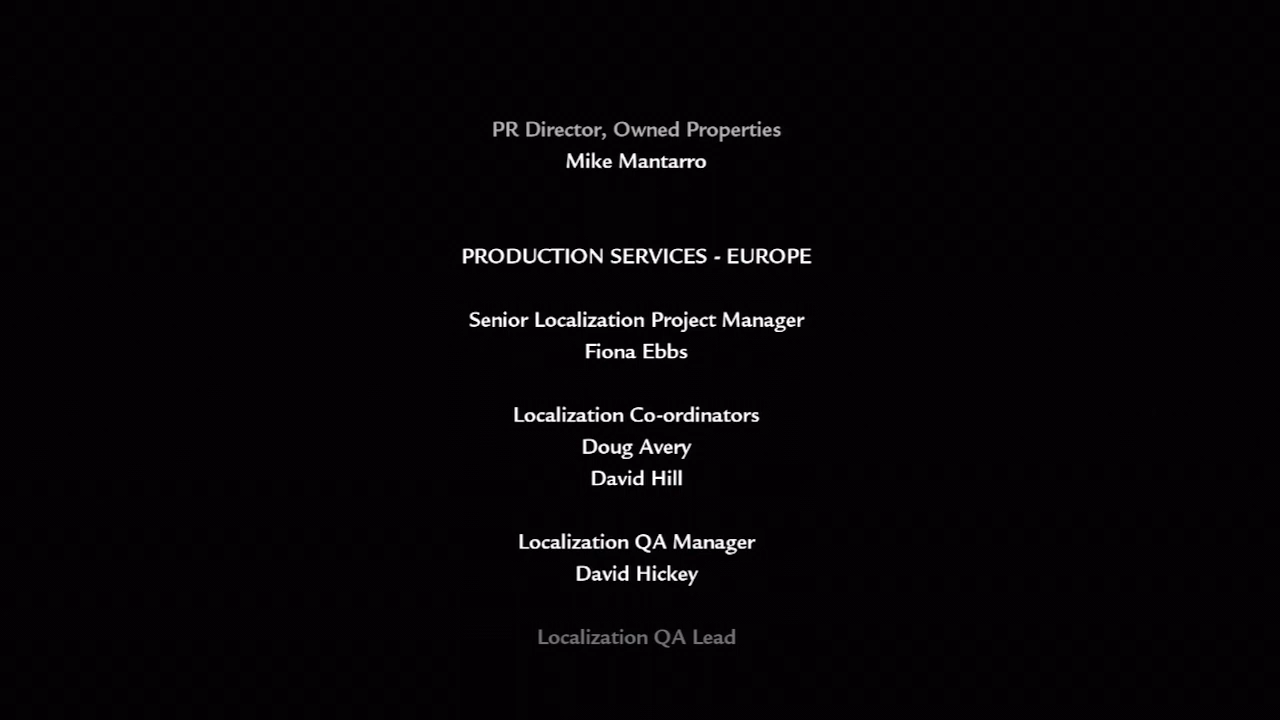 PR Director, Owned Properties
Mike Mantarro
PRODUCTION SERVICES - EUROPE
Senior Localization Project Manager
Fiona Ebbs
Localization Co-ordinators
Doug Avery
David Hill
Localization QA Manager
David Hickey
Localization QA Lead